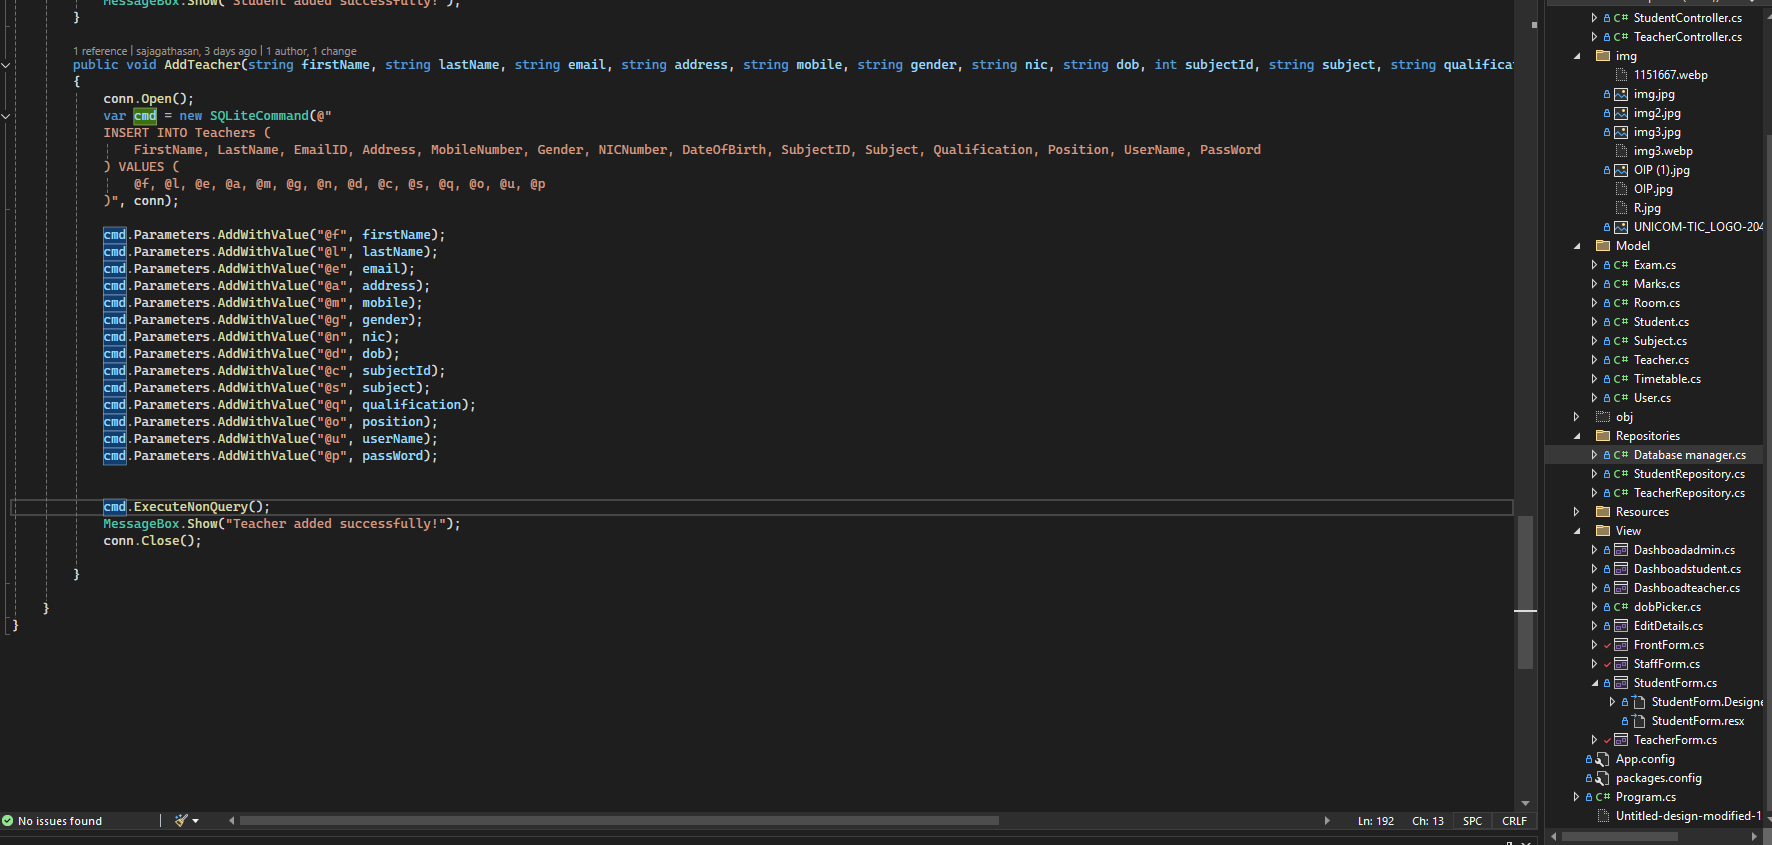 MessageBox.Show("Student added successfully!");
}
1 reference | sajagathasan, 3 days ago | 1 author, 1 change
public void AddTeacher(string firstName, string lastName, string email, string address, string mobile, string gender, string nic, string dob, int subjectId, string subject, string qualificat
{
conn.Open();
var cmd = new SQLiteCommand(@"
INSERT INTO Teachers (
FirstName, LastName, EmailID, Address, MobileNumber, Gender, NICNumber, DateOfBirth, SubjectID, Subject, Qualification, Position, UserName, PassWord
) VALUES (
@f, @l, @e, @a, @m, @g, @n, @d, @c, @s, @q, @o, @u, @p
)", conn);
cmd.Parameters.AddWithValue("@f", firstName);
cmd.Parameters.AddWithValue("@l", lastName);
cmd.Parameters.AddWithValue("@e", email);
cmd.Parameters.AddWithValue("@a", address);
cmd.Parameters.AddWithValue("@m", mobile);
cmd.Parameters.AddWithValue("@g", gender);
cmd.Parameters.AddWithValue("@n", nic);
cmd.Parameters.AddWithValue("@d", dob);
cmd.Parameters.AddWithValue("@c", subjectId);
cmd.Parameters.AddWithValue("@s", subject);
cmd.Parameters.AddWithValue("@q", qualification);
cmd.Parameters.AddWithValue("@o", position);
cmd.Parameters.AddWithValue("@u", userName);
cmd.Parameters.AddWithValue("@p", passWord);
cmd.ExecuteNonQuery();
MessageBox.Show("Teacher added successfully!");
conn.Close();
}
}
}
No issues found
Ln: 192 Ch: 13 SPC CRLF
C# StudentController.cs
C# TeacherController.cs
img
1151667.webp
img.jpg
img2.jpg
img3.jpg
img3.webp
OIP (1).jpg
OIP.jpg
R.jpg
UNICOM-TIC_LOGO-204
Model
C# Exam.cs
C# Marks.cs
C# Room.cs
C# Student.cs
C# Subject.cs
C# Teacher.cs
C# Timetable.cs
C# User.cs
obj
Repositories
C# Database manager.cs
C# StudentRepository.cs
C# TeacherRepository.cs
Resources
View
Dashboadadmin.cs
Dashboadstudent.cs
Dashboadteacher.cs
C# dobPicker.cs
EditDetails.cs
FrontForm.cs
StaffForm.cs
StudentForm.cs
StudentForm.Designe
StudentForm.resx
TeacherForm.cs
App.config
packages.config
C# Program.cs
Untitled-design-modified-1